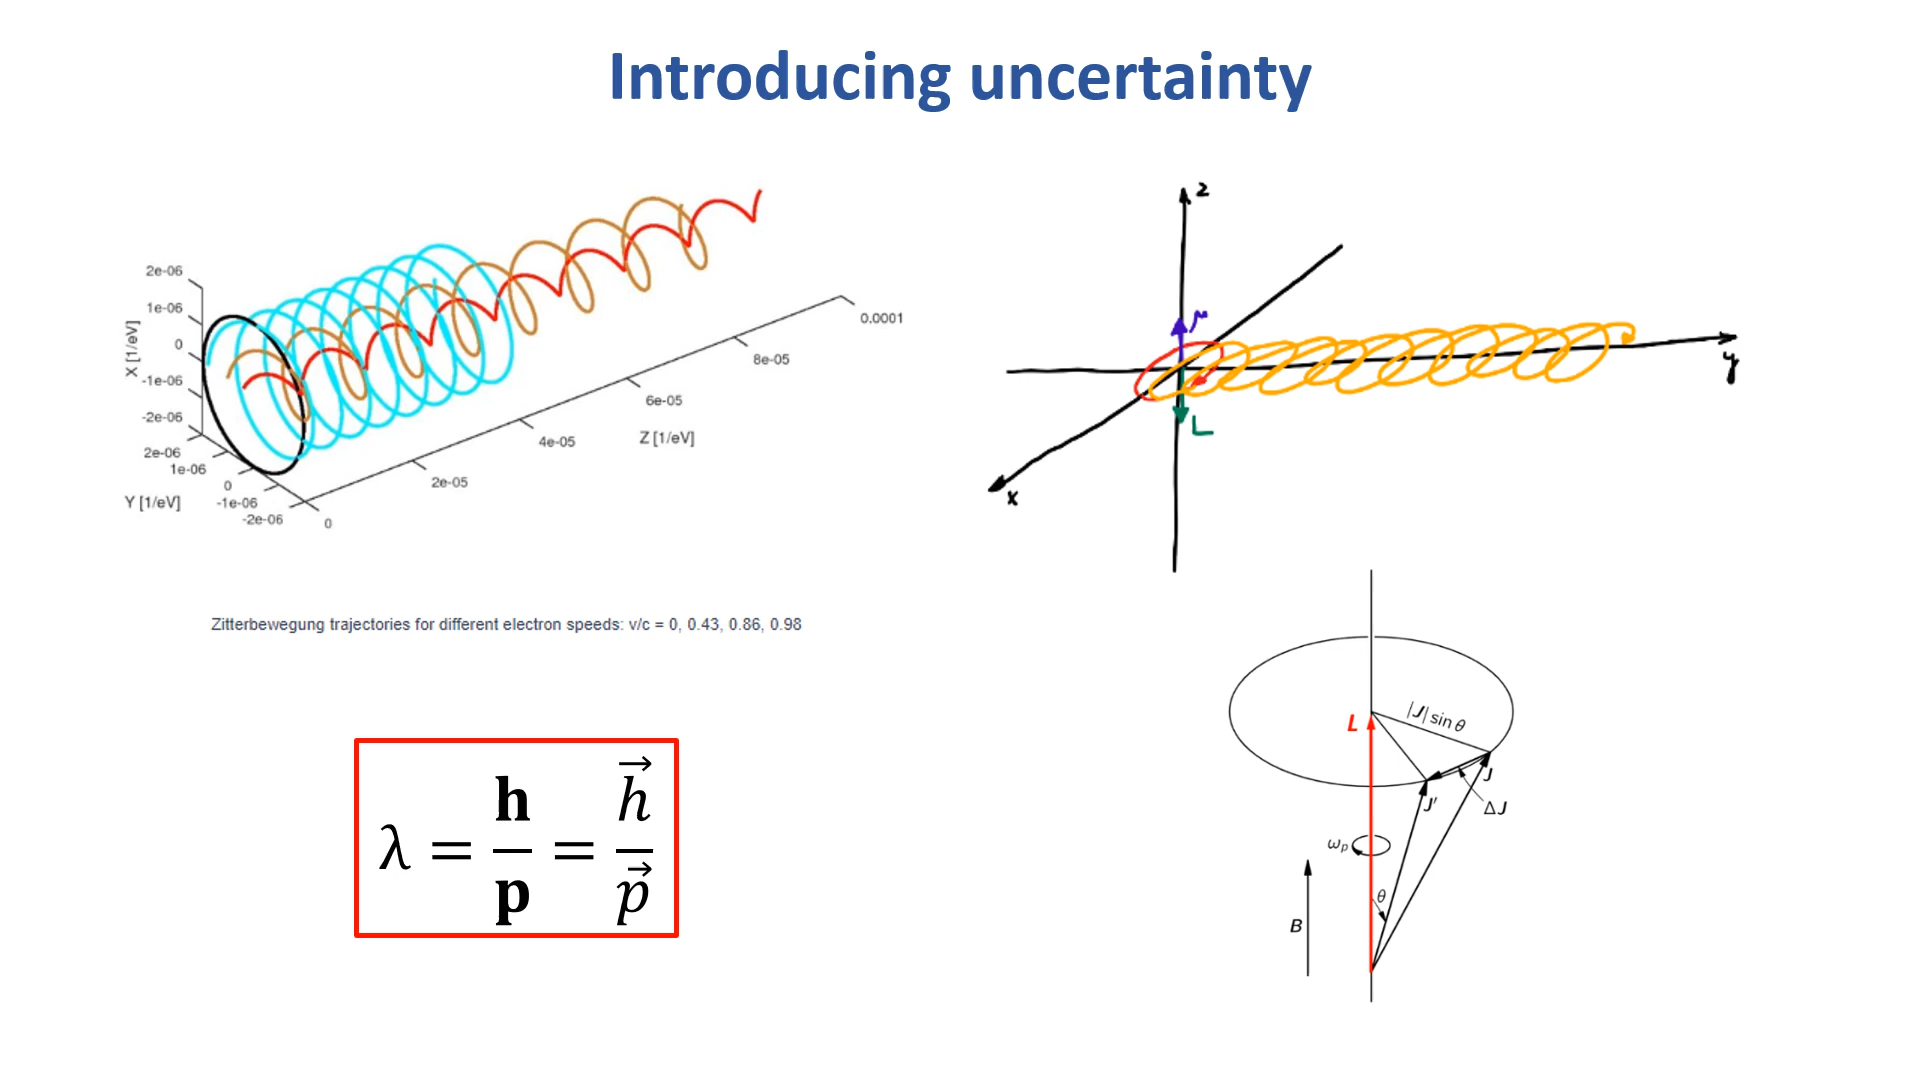 Introducing uncertainty
2e-06
1e-06
0
-1e-06
-2e-06
X [1/eV]
2e-06
1e-06
0
-1e-06
-2e-06
Y [1/eV]
0
2e-05
4e-05
6e-05
8e-05
0.0001
Z [1/eV]
Zitterbewegung trajectories for different electron speeds: v/c = 0, 0.43, 0.86, 0.98
z
μ
y
L
x
λ = h/p = h⃗/p⃗
L
|J| sin θ
J
J'
ΔJ
ωp
θ
B